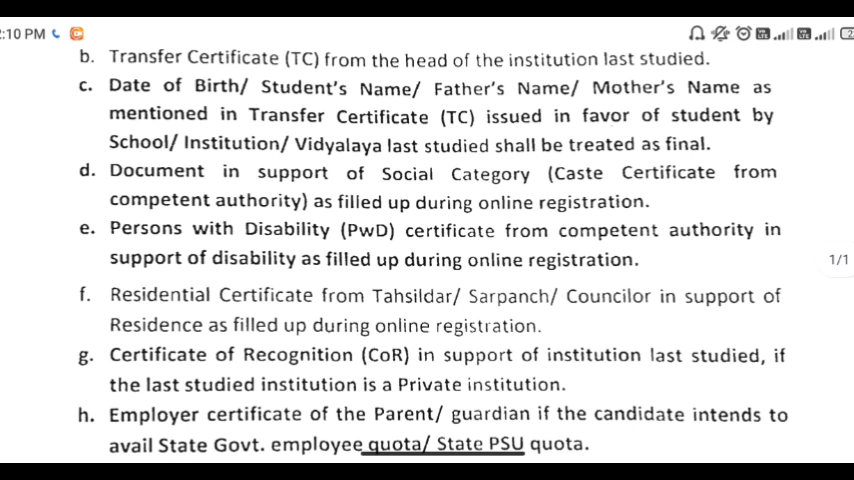 :10 PM
b. Transfer Certificate (TC) from the head of the institution last studied.
c. Date of Birth/ Student's Name/ Father's Name/ Mother's Name as
mentioned in Transfer Certificate (TC) issued in favor of student by
School/ Institution/ Vidyalaya last studied shall be treated as final.
d. Document in support of Social Category (Caste Certificate from
competent authority) as filled up during online registration.
e. Persons with Disability (PwD) certificate from competent authority in
support of disability as filled up during online registration.
1/1
f. Residential Certificate from Tahsildar/ Sarpanch/ Councilor in support of
Residence as filled up during online registration.
g. Certificate of Recognition (CoR) in support of institution last studied, if
the last studied institution is a Private institution.
h. Employer certificate of the Parent/ guardian if the candidate intends to
avail State Govt. employee quota/ State PSU quota.